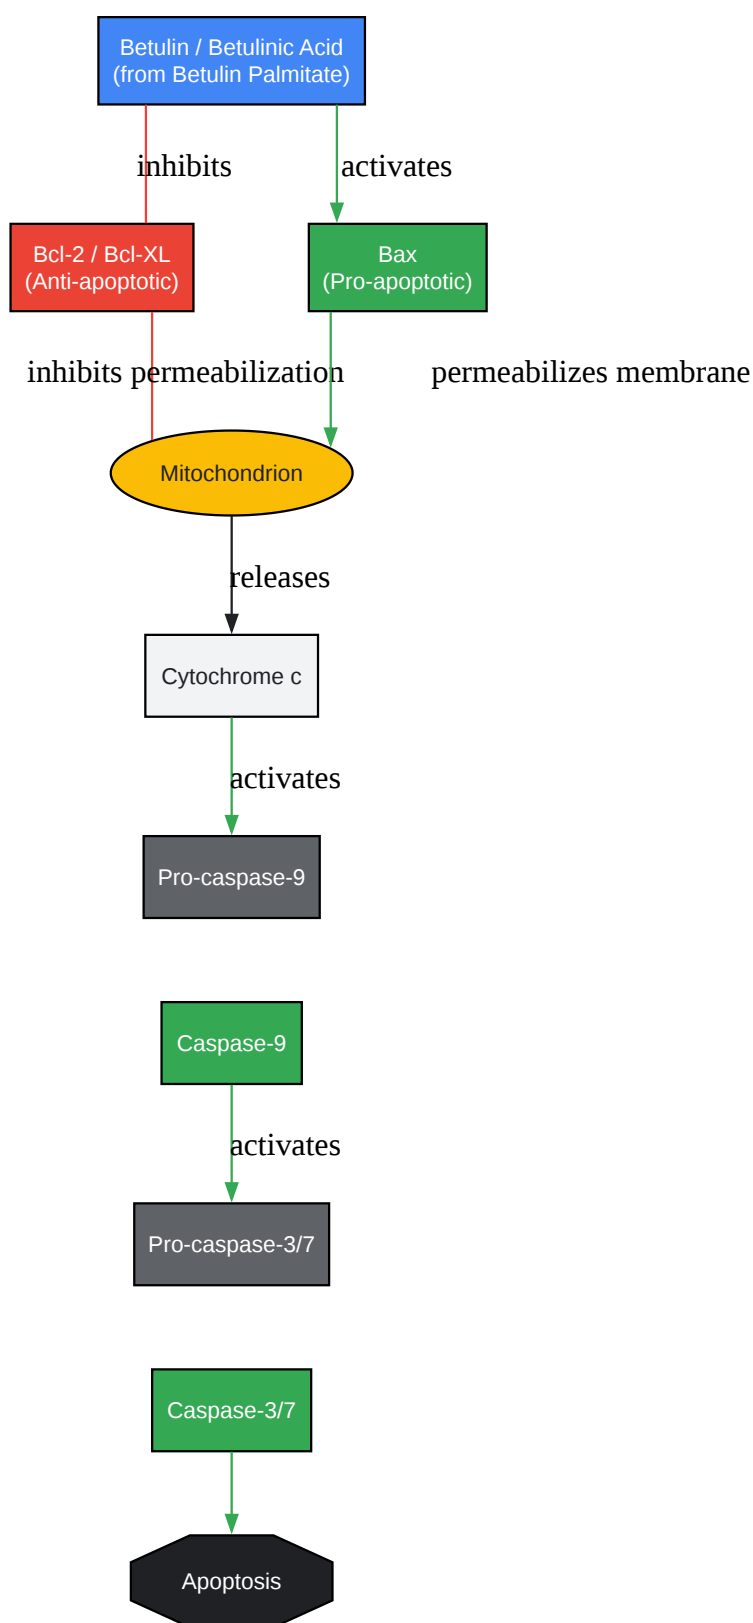 Betulin / Betulinic Acid
(from Betulin Palmitate)
inhibits
activates
Bcl-2 / Bcl-XL
(Anti-apoptotic)
Bax
(Pro-apoptotic)
inhibits permeabilization
permeabilizes membrane
Mitochondrion
releases
Cytochrome c
activates
Pro-caspase-9
Caspase-9
activates
Pro-caspase-3/7
Caspase-3/7
Apoptosis